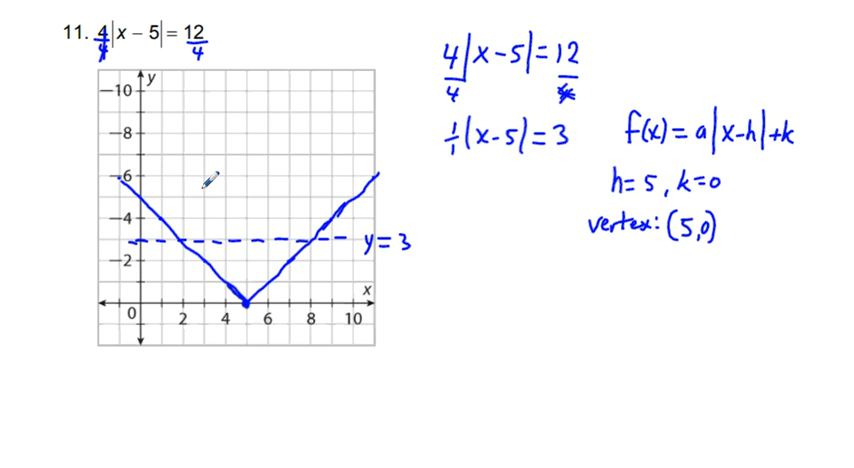 11. 4|x − 5| = 12
4 4
y
10
8
6
4
2
0
2 4 6 8 10
x
y = 3
4|x − 5| = 12
4
1/1|x − 5| = 3
f(x) = a|x−h|+k
h = 5, k = 0
vertex: (5,0)